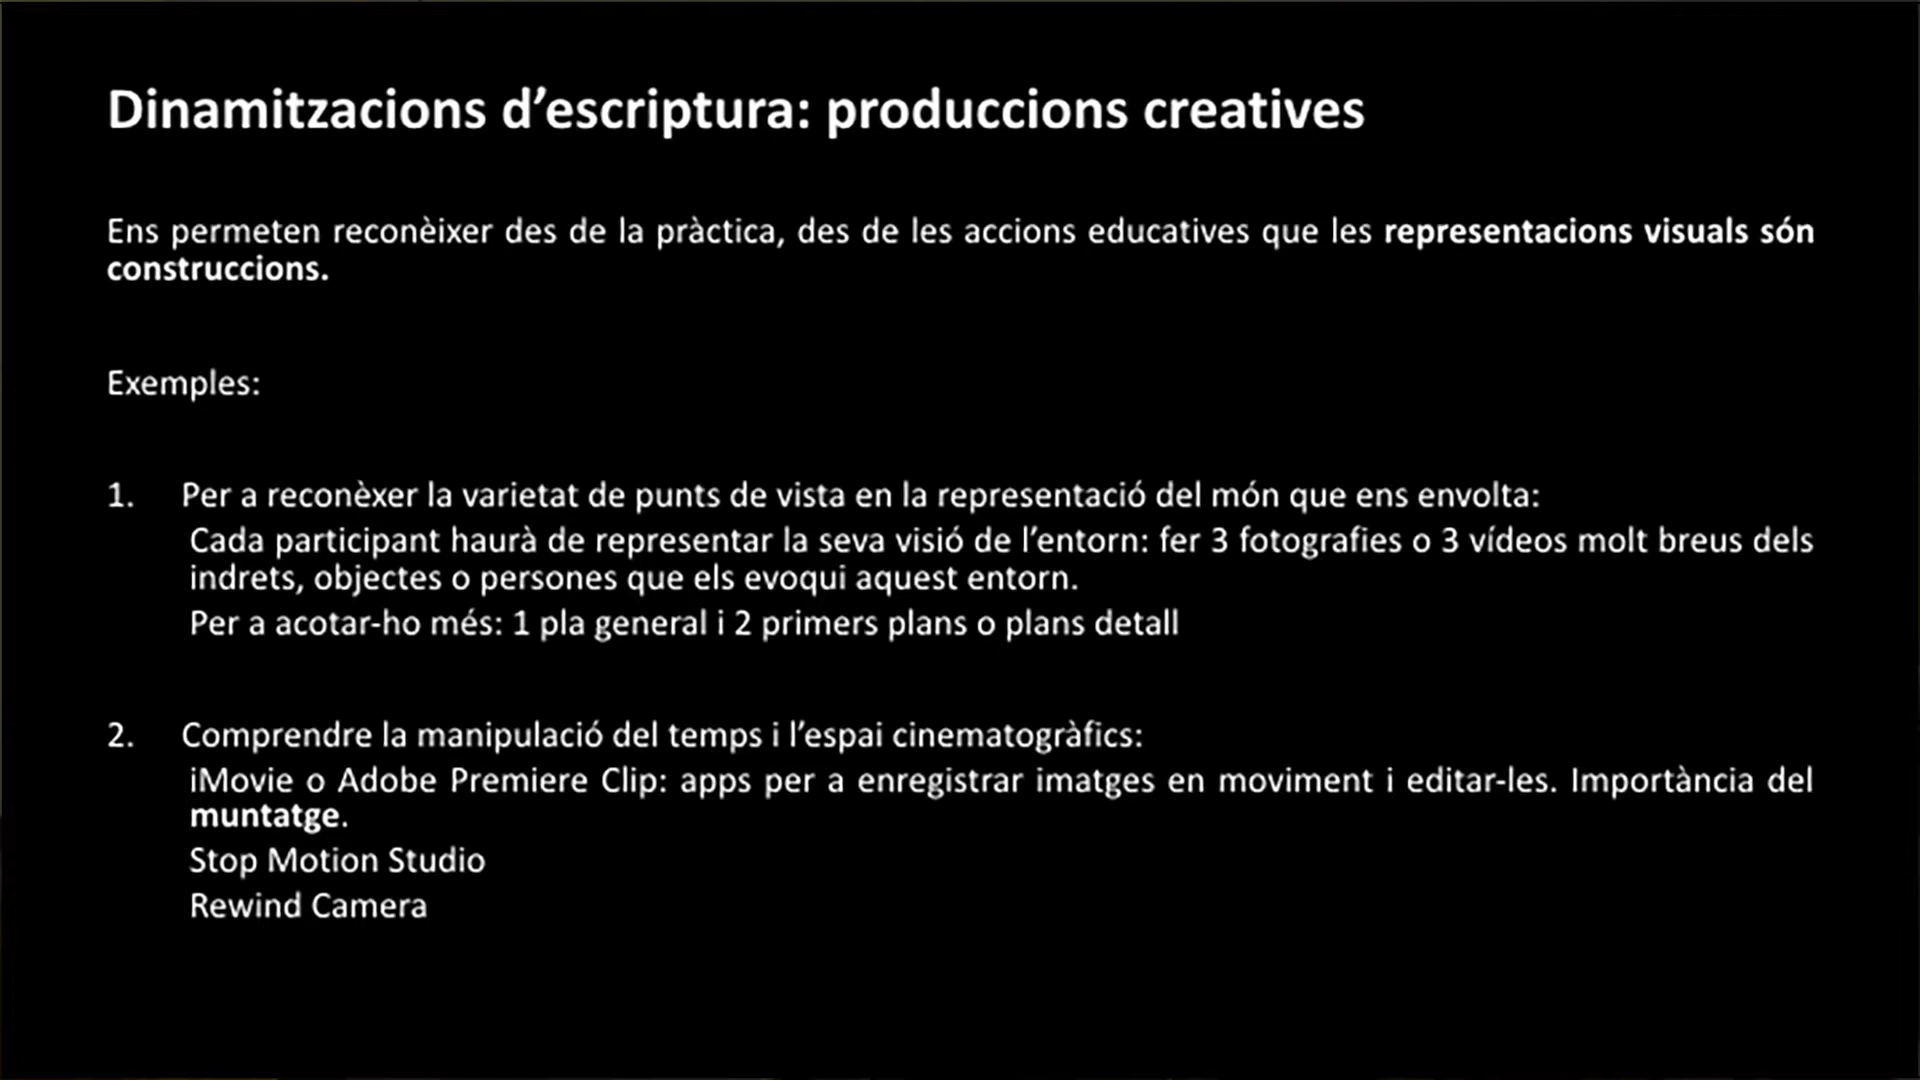 Dinamitzacions d’escriptura: produccions creatives
Ens permeten reconèixer des de la pràctica, des de les accions educatives que les representacions visuals són
construccions.
Exemples:
1. Per a reconèxer la varietat de punts de vista en la representació del món que ens envolta:
Cada participant haurà de representar la seva visió de l’entorn: fer 3 fotografies o 3 vídeos molt breus dels
indrets, objectes o persones que els evoqui aquest entorn.
Per a acotar-ho més: 1 pla general i 2 primers plans o plans detall
2. Comprendre la manipulació del temps i l’espai cinematogràfics:
iMovie o Adobe Premiere Clip: apps per a enregistrar imatges en moviment i editar-les. Importància del
muntatge.
Stop Motion Studio
Rewind Camera